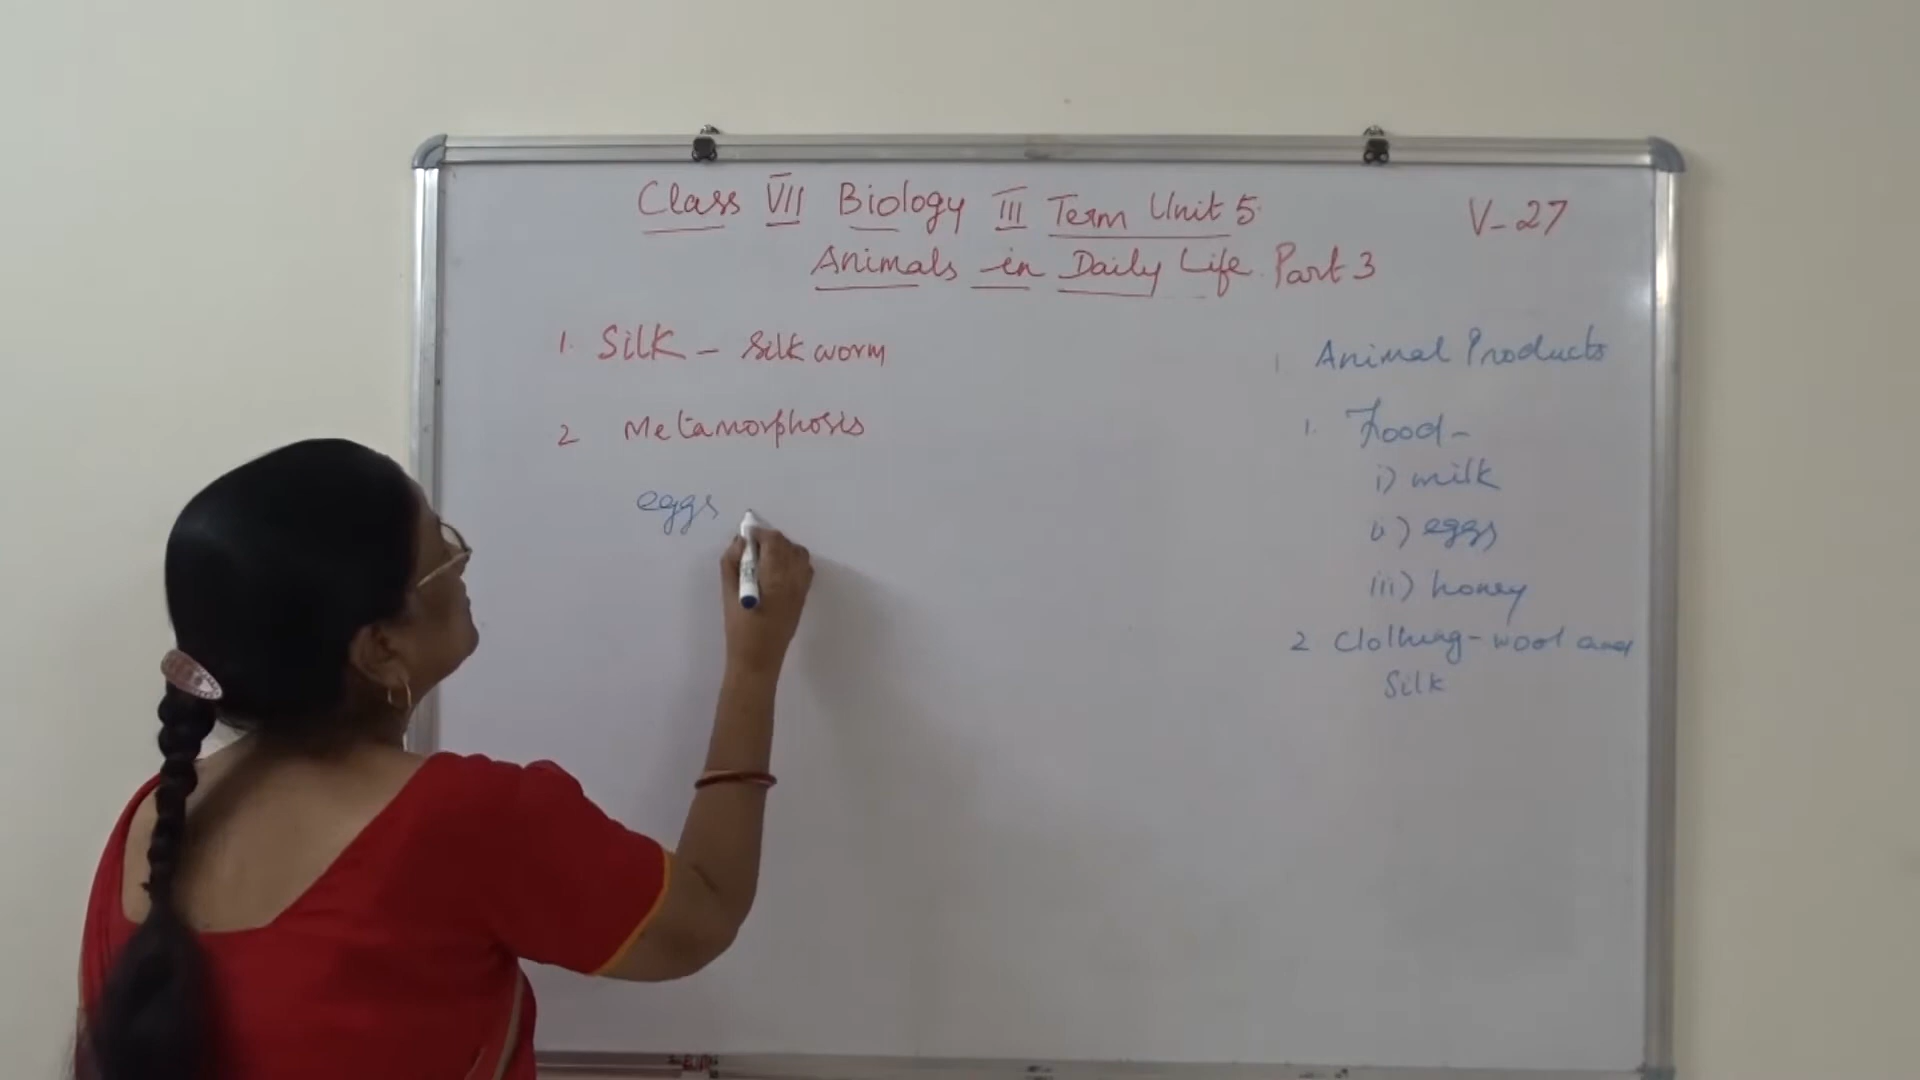 Class VII Biology III Term Unit 5.
V-27
Animals in Daily Life. Part 3
1. Silk - Silk worm
2 Metamorphosis
eggs
1 Animal Products
1. Food -
i) milk
ii) eggs
iii) honey
2 Clothing - wool and
Silk